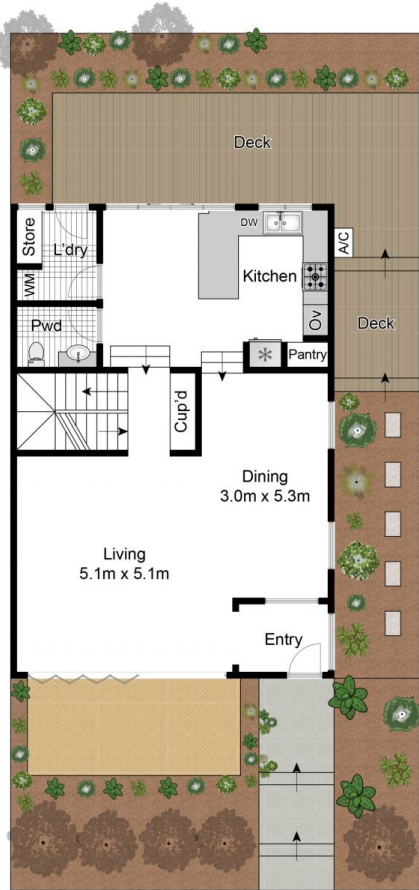 Deck
Store
L'dry
DW
A/C
WM
Kitchen
Ov
Deck
Pwd
Pantry
Cup'd
Dining
3.0m x 5.3m
Living
5.1m x 5.1m
Entry